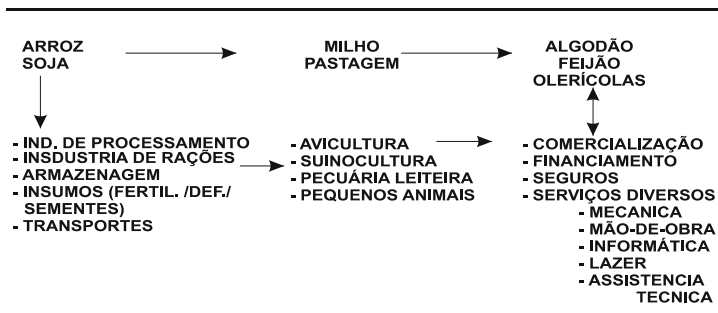 ARROZ
SOJA
MILHO
PASTAGEM
ALGODÃO
FEIJÃO
OLERÍCOLAS
- IND. DE PROCESSAMENTO
- INSDUSTRIA DE RAÇÕES
- ARMAZENAGEM
- INSUMOS (FERTIL. /DEF./
SEMENTES)
- TRANSPORTES
- AVICULTURA
- SUINOCULTURA
- PECUÁRIA LEITEIRA
- PEQUENOS ANIMAIS
- COMERCIALIZAÇÃO
- FINANCIAMENTO
- SEGUROS
- SERVIÇOS DIVERSOS
- MECANICA
- MÃO-DE-OBRA
- INFORMÁTICA
- LAZER
- ASSISTENCIA
TECNICA